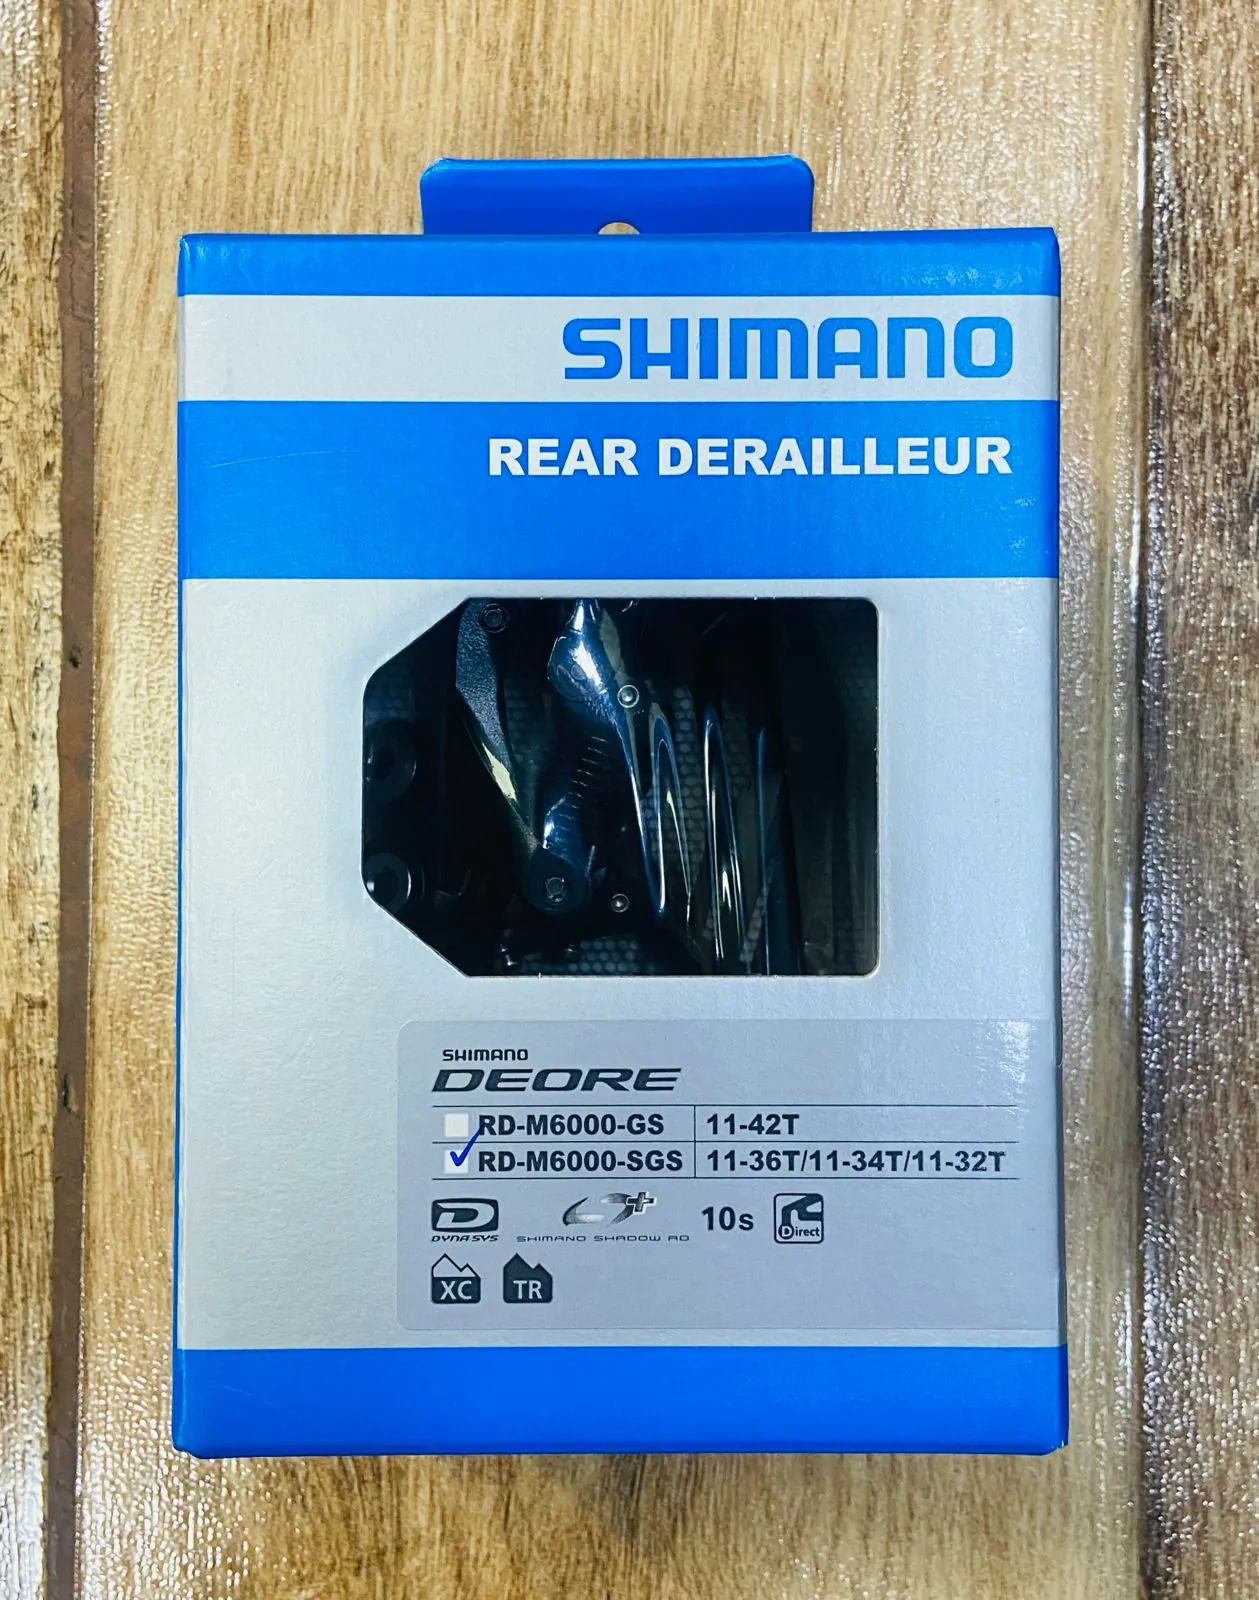 SHIMANO
REAR DERAILLEUR
SHIMANO
DEORE
RD-M6000-GS 11-42T
RD-M6000-SGS 11-36T/11-34T/11-32T
D
DYNA SYS
SHIMANO SHADOW RD
10s
Direct
XC TR